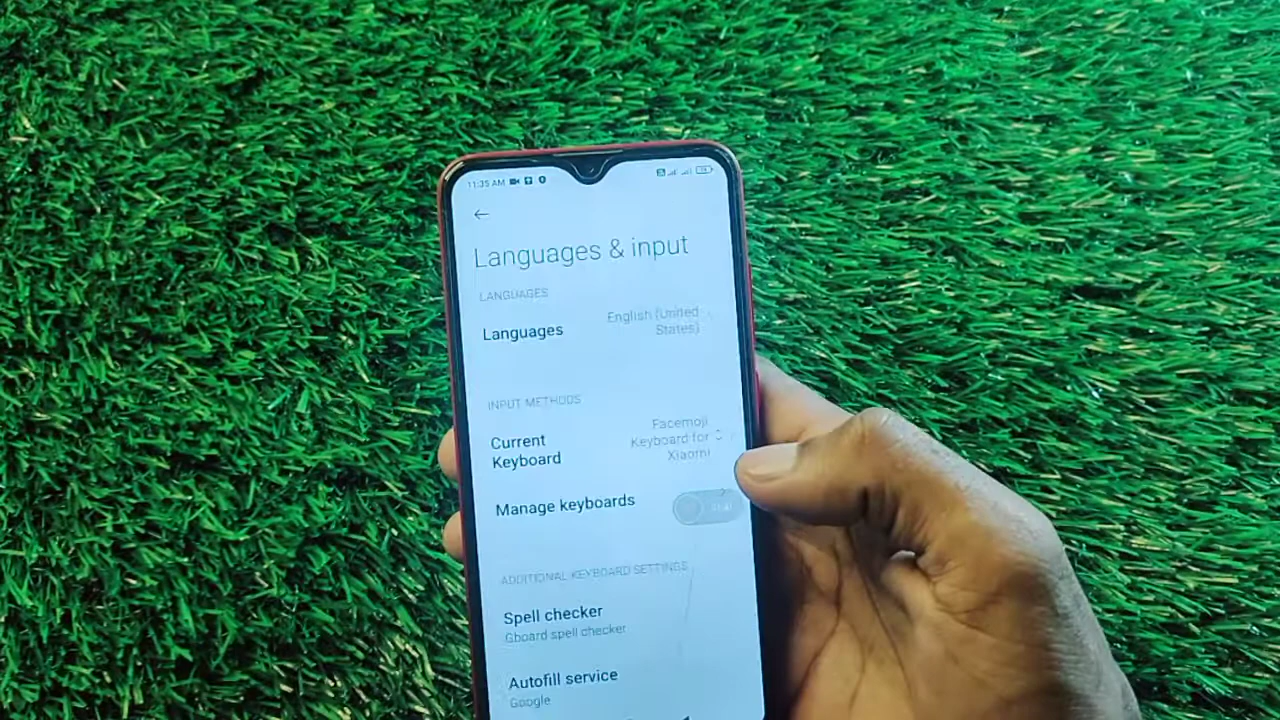 11:35 AM
Languages & input
LANGUAGES
Languages
English (United
States)
INPUT METHODS
Current
Keyboard
Facemoji
Keyboard for
Xiaomi
Manage keyboards
ADDITIONAL KEYBOARD SETTINGS
Spell checker
Gboard spell checker
Autofill service
Google